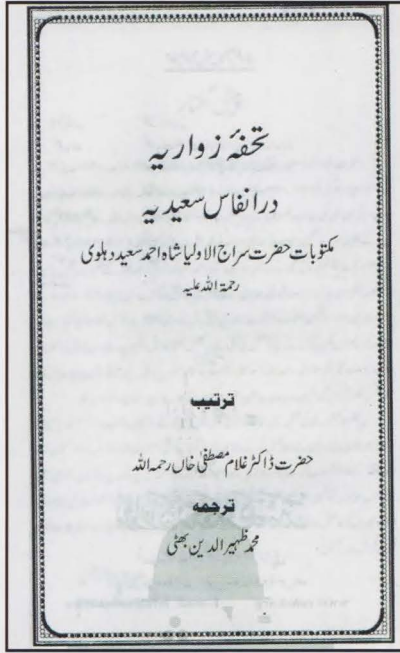 تحفۂ زواریہ
در انفاس سعیدیہ
مکتوبات حضرت سراج الاولیا شاہ احمد سعید دہلوی
رحمۃ اللہ علیہ
ترتیب
حضرت ڈاکٹر غلام مصطفیٰ خاں رحمہ اللہ
ترجمہ
محمد ظہیر الدین بھٹی